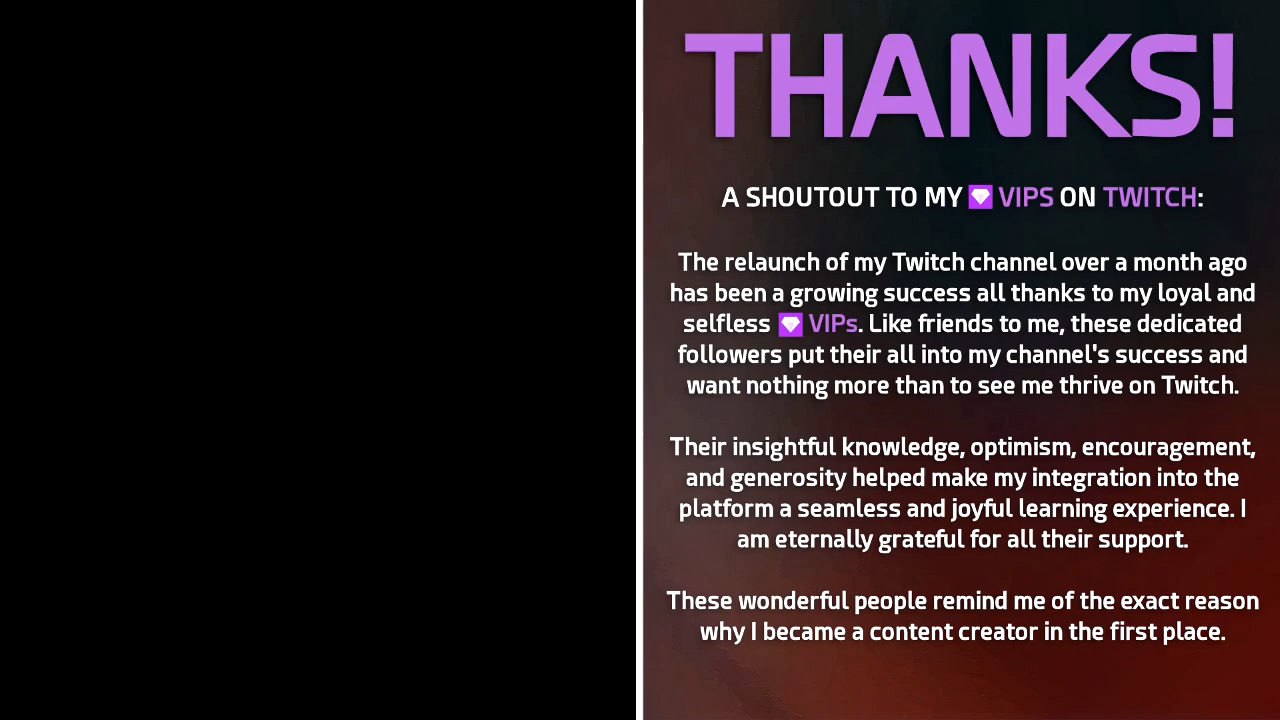 THANKS!
A SHOUTOUT TO MY VIPS ON TWITCH:
The relaunch of my Twitch channel over a month ago
has been a growing success all thanks to my loyal and
selfless VIPs. Like friends to me, these dedicated
followers put their all into my channel's success and
want nothing more than to see me thrive on Twitch.
Their insightful knowledge, optimism, encouragement,
and generosity helped make my integration into the
platform a seamless and joyful learning experience. I
am eternally grateful for all their support.
These wonderful people remind me of the exact reason
why I became a content creator in the first place.